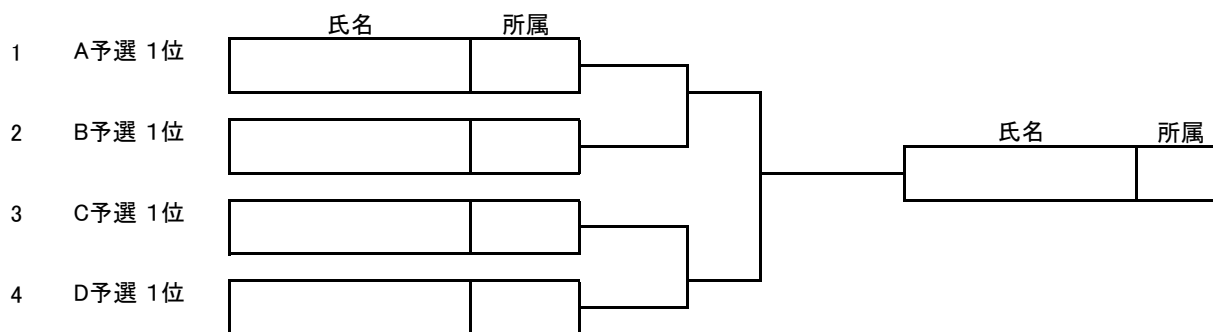 氏名 所属
1 A予選 1位
2 B予選 1位
氏名 所属
3 C予選 1位
4 D予選 1位